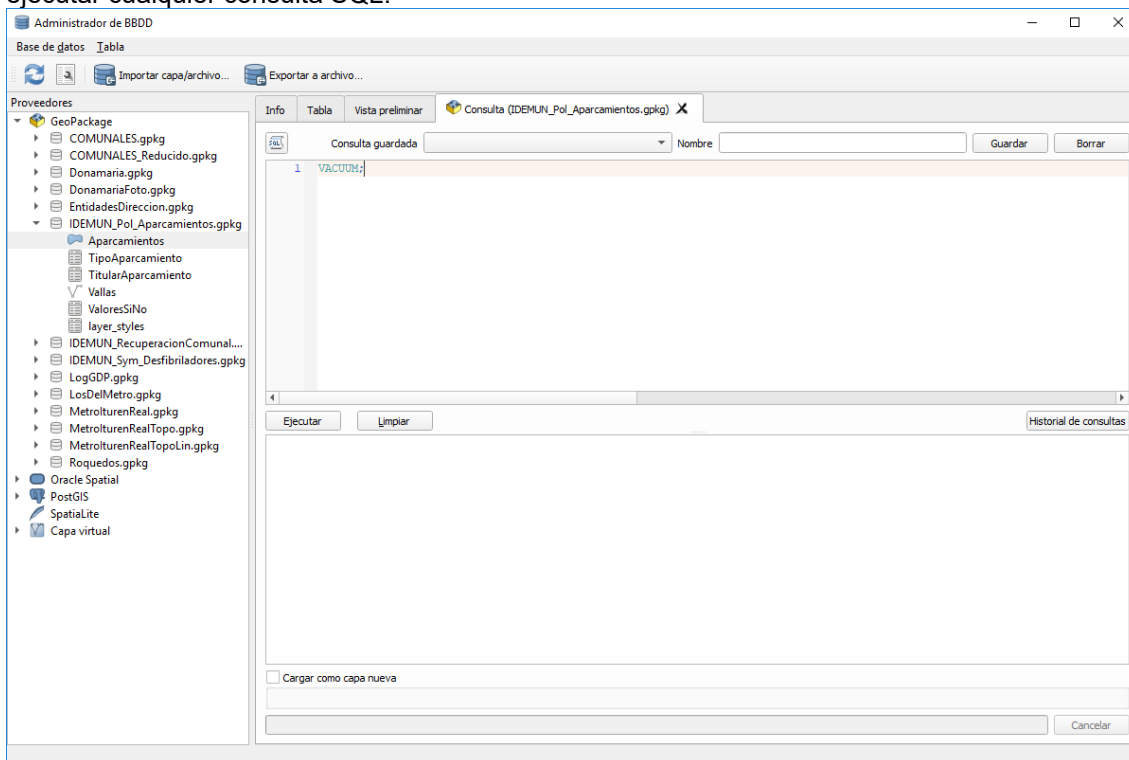 ejecutar cualquier consulta SQL.
Administrador de BBDD
Base de datos Tabla
Importar capa/archivo... Exportar a archivo...
Proveedores
GeoPackage
COMUNALES.gpkg
COMUNALES_Reducido.gpkg
Donamaria.gpkg
DonamariaFoto.gpkg
EntidadesDireccion.gpkg
IDEMUN_Pol_Aparcamientos.gpkg
Aparcamientos
TipoAparcamiento
TitularAparcamiento
Vallas
ValoresSiNo
layer_styles
IDEMUN_RecuperacionComunal....
IDEMUN_Sym_Desfibriladores.gpkg
LogGDP.gpkg
LosDelMetro.gpkg
MetroIturenReal.gpkg
MetroIturenRealTopo.gpkg
MetroIturenRealTopoLin.gpkg
Roquedos.gpkg
Oracle Spatial
PostGIS
SpatiaLite
Capa virtual
Info Tabla Vista preliminar Consulta (IDEMUN_Pol_Aparcamientos.gpkg)
SQL Consulta guardada Nombre Guardar Borrar
1 VACUUM;
Ejecutar Limpiar Historial de consultas
Cargar como capa nueva
Cancelar